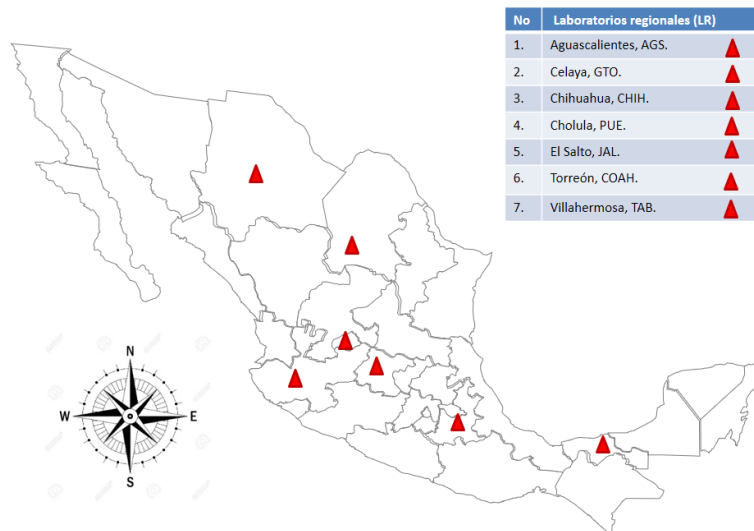 No Laboratorios regionales (LR)
1. Aguascalientes, AGS.
2. Celaya, GTO.
3. Chihuahua, CHIH.
4. Cholula, PUE.
5. El Salto, JAL.
6. Torreón, COAH.
7. Villahermosa, TAB.
N
W E
S